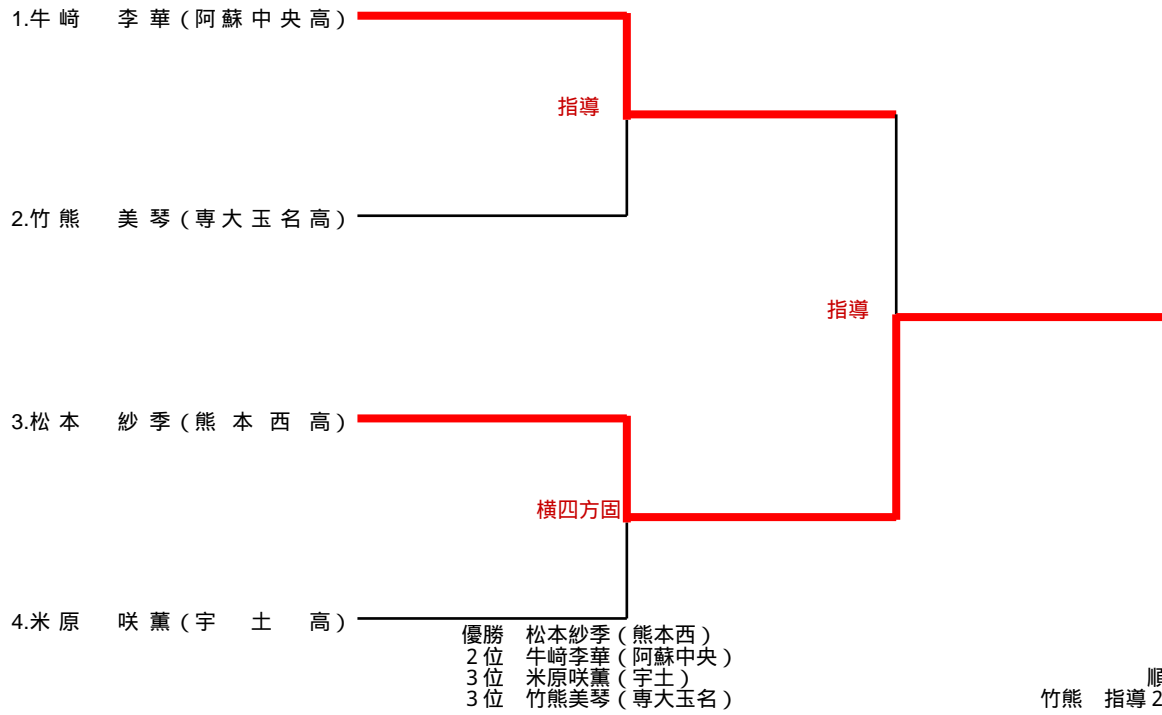 1.牛﨑　李華(阿蘇中央高)
指導
2.竹熊　美琴(専大玉名高)
指導
3.松本　紗季(熊本西高)
横四方固
4.米原　咲薫(宇土高)
優勝　松本紗季(熊本西)
2位　牛﨑李華(阿蘇中央)
3位　米原咲薫(宇土)
順
3位　竹熊美琴(専大玉名)
竹熊　指導2